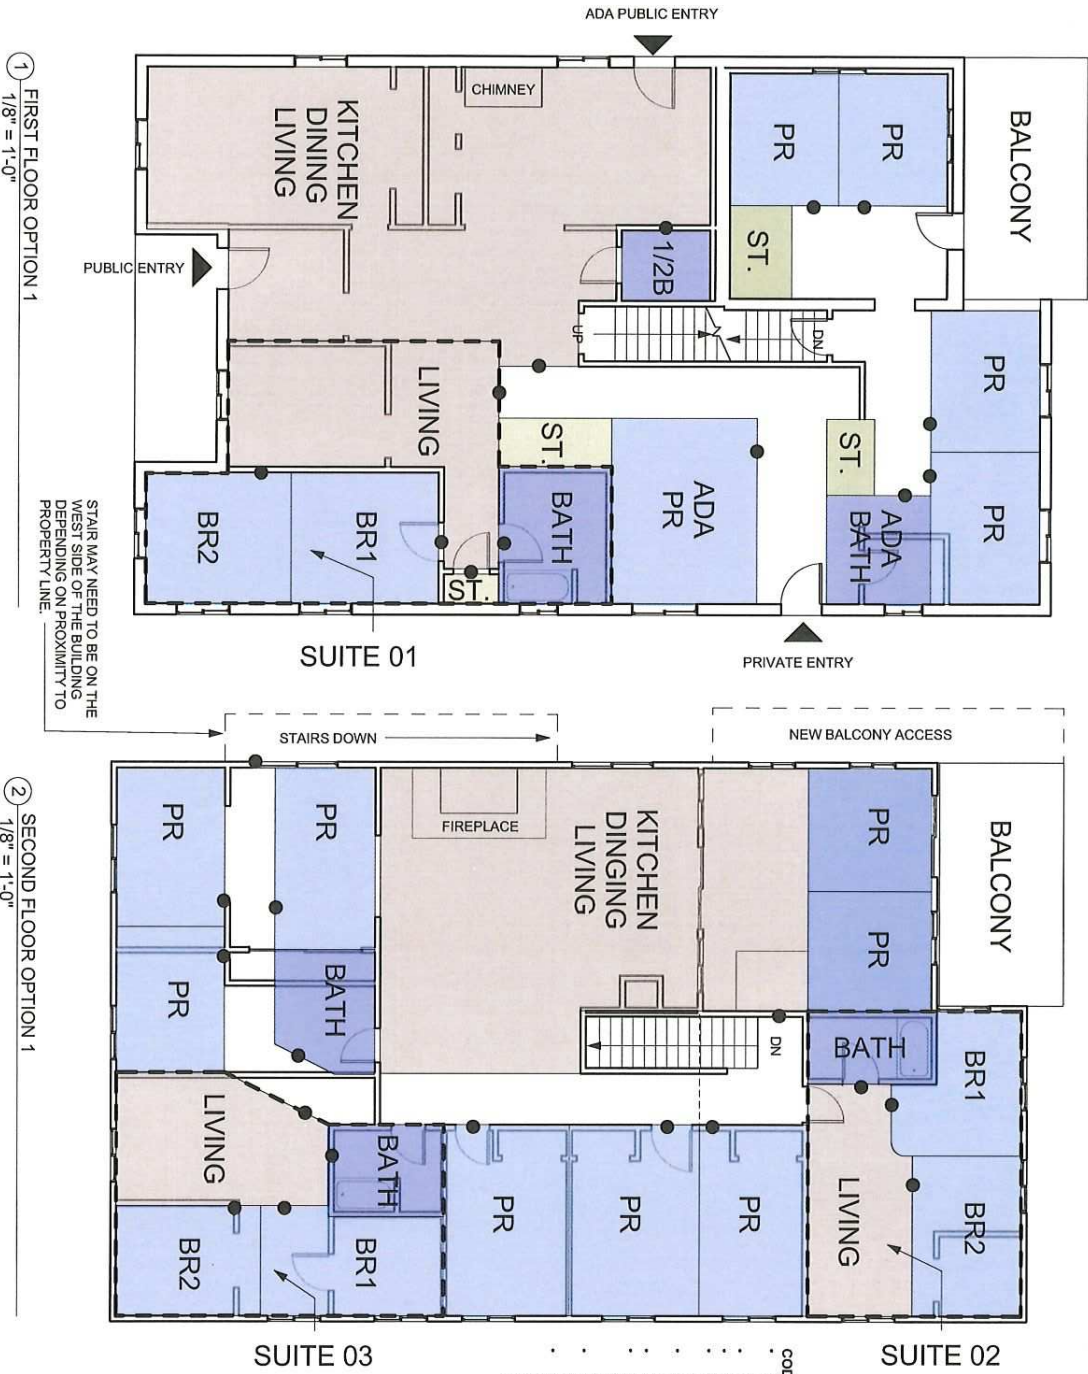 ADA PUBLIC ENTRY
1
FIRST FLOOR OPTION 1
1/8" = 1'-0"
CHIMNEY
KITCHEN
DINING
LIVING
PR
PR
BALCONY
ST.
1/2B
PUBLIC ENTRY
UP
DN
PR
LIVING
ST.
ST.
ADA
PR
BATH
ADA
BATH
PR
BR2
BR1
ST.
STAIR MAY NEED TO BE ON THE
WEST SIDE OF THE BUILDING
DEPENDING ON PROXIMITY TO
PROPERTY LINE.
SUITE 01
PRIVATE ENTRY
STAIRS DOWN
NEW BALCONY ACCESS
2
SECOND FLOOR OPTION 1
1/8" = 1'-0"
PR
PR
FIREPLACE
KITCHEN
DINGING
LIVING
PR
BALCONY
PR
PR
BATH
DN
BATH
BR1
LIVING
BATH
PR
PR
PR
LIVING
BR2
BR2
BR1
SUITE 03
SUITE 02